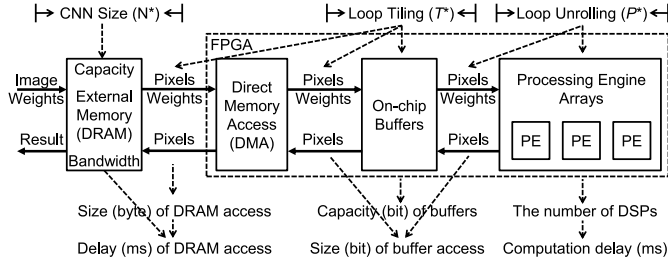 CNN Size (N*) Loop Tiling (T*) Loop Unrolling (P*)
FPGA
Image
Weights
Result
Capacity
External
Memory
(DRAM)
Bandwidth
Pixels
Weights
Pixels
Direct
Memory
Access
(DMA)
Pixels
Weights
Pixels
On-chip
Buffers
Pixels
Weights
Pixels
Processing Engine
Arrays
PE PE PE
Size (byte) of DRAM access Capacity (bit) of buffers The number of DSPs
Delay (ms) of DRAM access Size (bit) of buffer access Computation delay (ms)